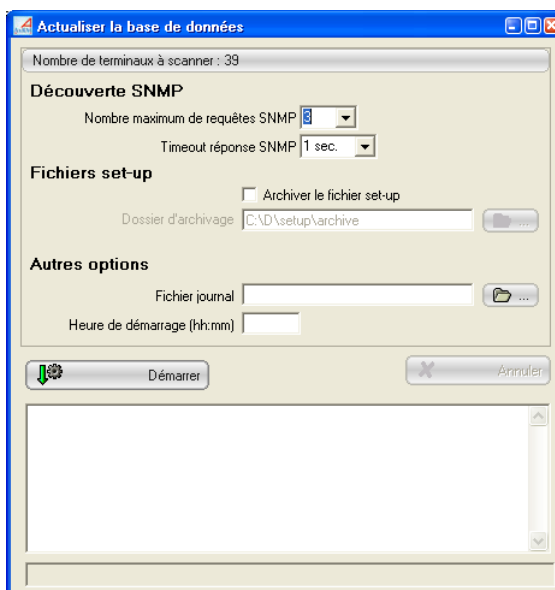 Actualiser la base de données
Nombre de terminaux à scanner : 39
Découverte SNMP
Nombre maximum de requêtes SNMP 3
Timeout réponse SNMP 1 sec.
Fichiers set-up
Archiver le fichier set-up
Dossier d'archivage C:\D\setup\archive ...
Autres options
Fichier journal ...
Heure de démarrage (hh:mm)
Démarrer Annuler